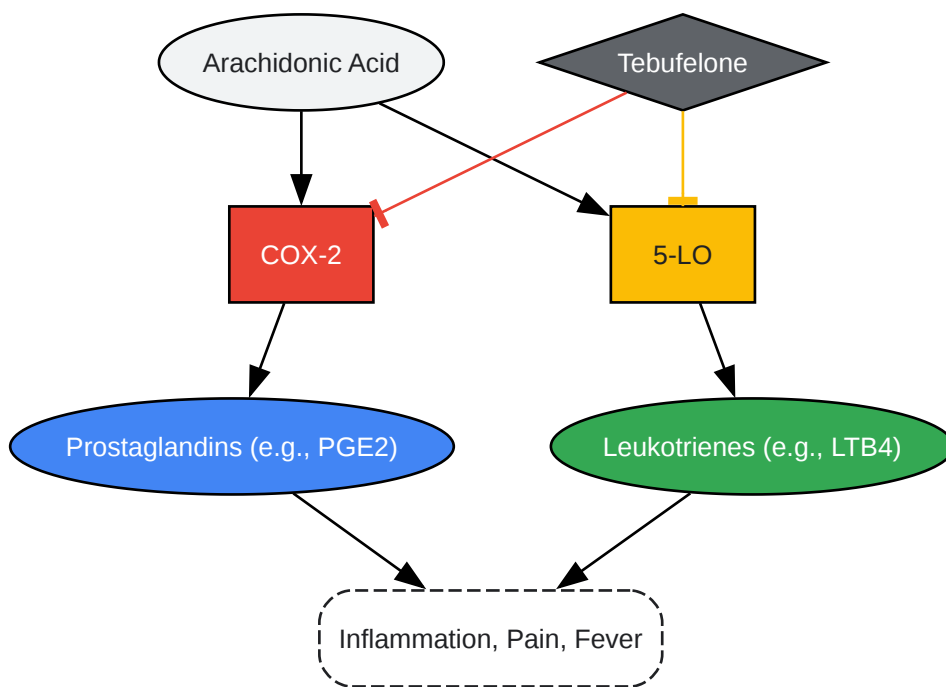 Arachidonic Acid
Tebufelone
COX-2
5-LO
Prostaglandins (e.g., PGE2)
Leukotrienes (e.g., LTB4)
Inflammation, Pain, Fever